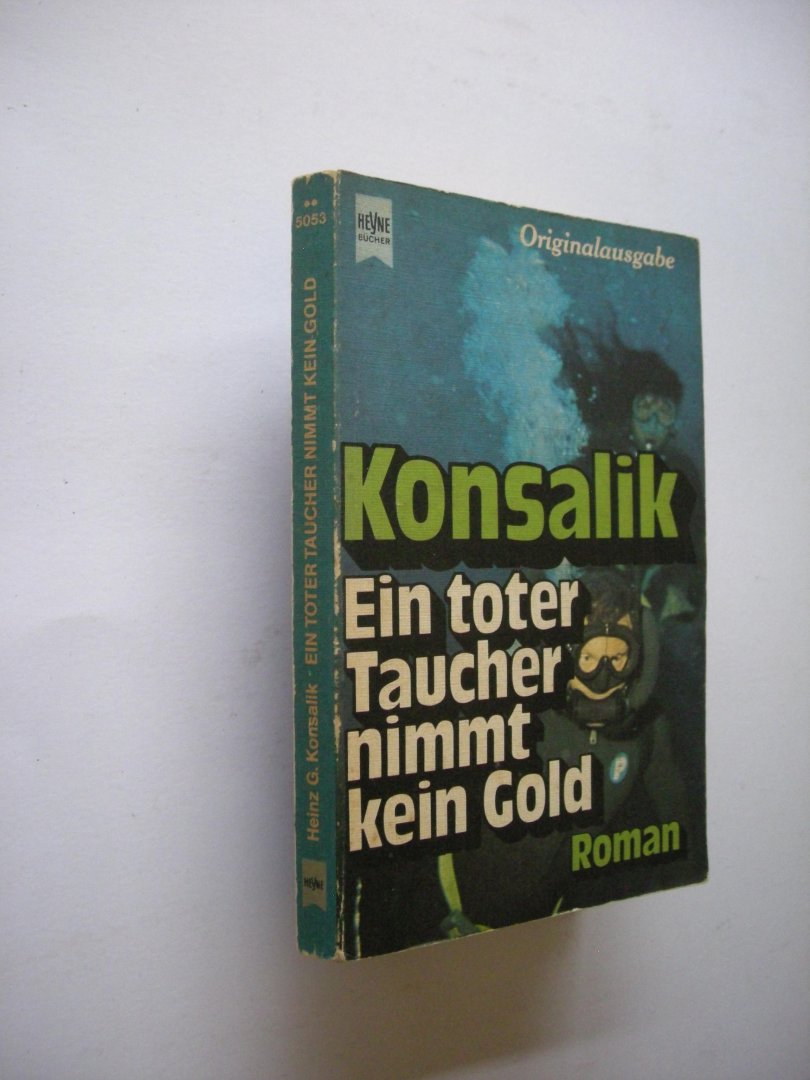 •• 5053
Heinz G. Konsalik · EIN TOTER TAUCHER NIMMT KEIN GOLD
HEYNE
HEYNE
BÜCHER
Originalausgabe
Konsalik
Ein toter
Taucher
nimmt
kein Gold
Roman
P